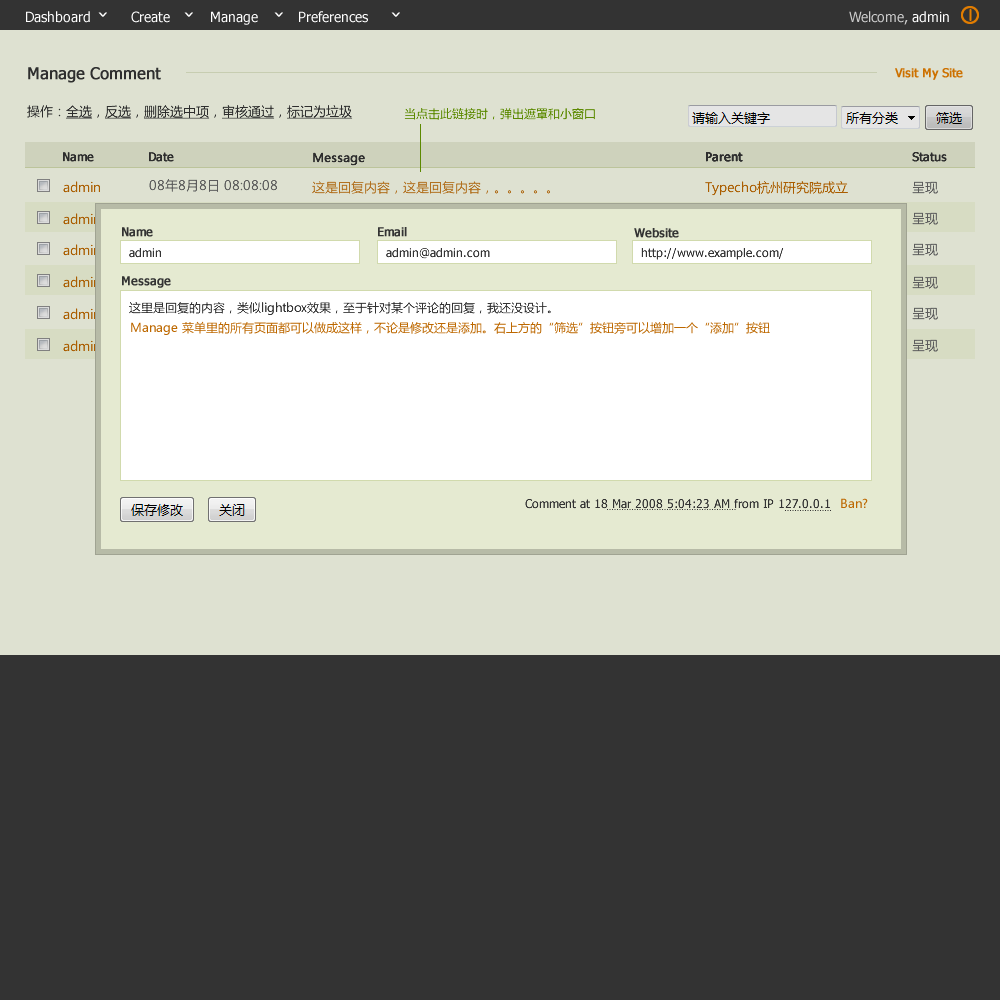 Dashboard Create Manage Preferences Welcome, admin
Manage Comment Visit My Site
操作：全选，反选，删除选中项，审核通过，标记为垃圾 当点击此链接时，弹出遮罩和小窗口 请输入关键字 所有分类 筛选
Name Date Message Parent Status
admin 08年8月8日 08:08:08 这是回复内容，这是回复内容，。。。。。 Typecho杭州研究院成立 呈现
admi 呈现
admi 呈现
admi 呈现
admi 呈现
admi 呈现
Name Email Website
admin admin@admin.com http://www.example.com/
Message
这里是回复的内容，类似lightbox效果，至于针对某个评论的回复，我还没设计。
Manage 菜单里的所有页面都可以做成这样，不论是修改还是添加。右上方的“筛选”按钮旁可以增加一个“添加”按钮
保存修改 关闭 Comment at 18 Mar 2008 5:04:23 AM from IP 127.0.0.1 Ban?